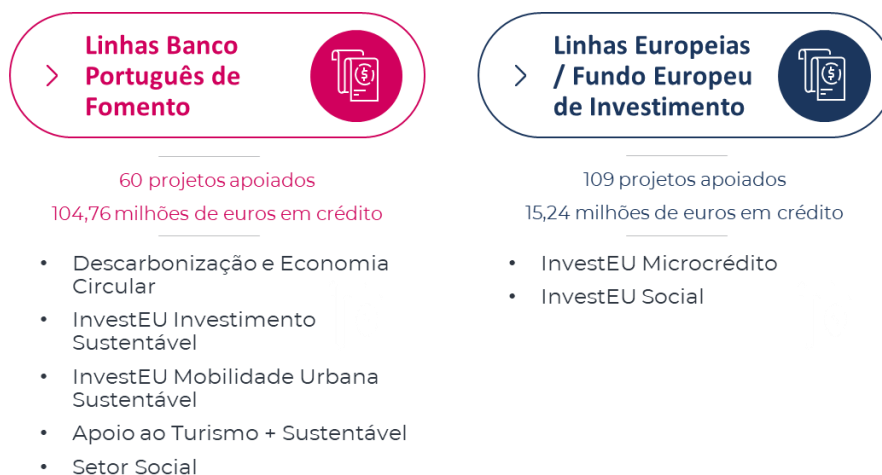 Linhas Banco
Português de
Fomento
60 projetos apoiados
104,76 milhões de euros em crédito
• Descarbonização e Economia
Circular
• InvestEU Investimento
Sustentável
• InvestEU Mobilidade Urbana
Sustentável
• Apoio ao Turismo + Sustentável
• Setor Social
Linhas Europeias
/ Fundo Europeu
de Investimento
109 projetos apoiados
15,24 milhões de euros em crédito
• InvestEU Microcrédito
• InvestEU Social